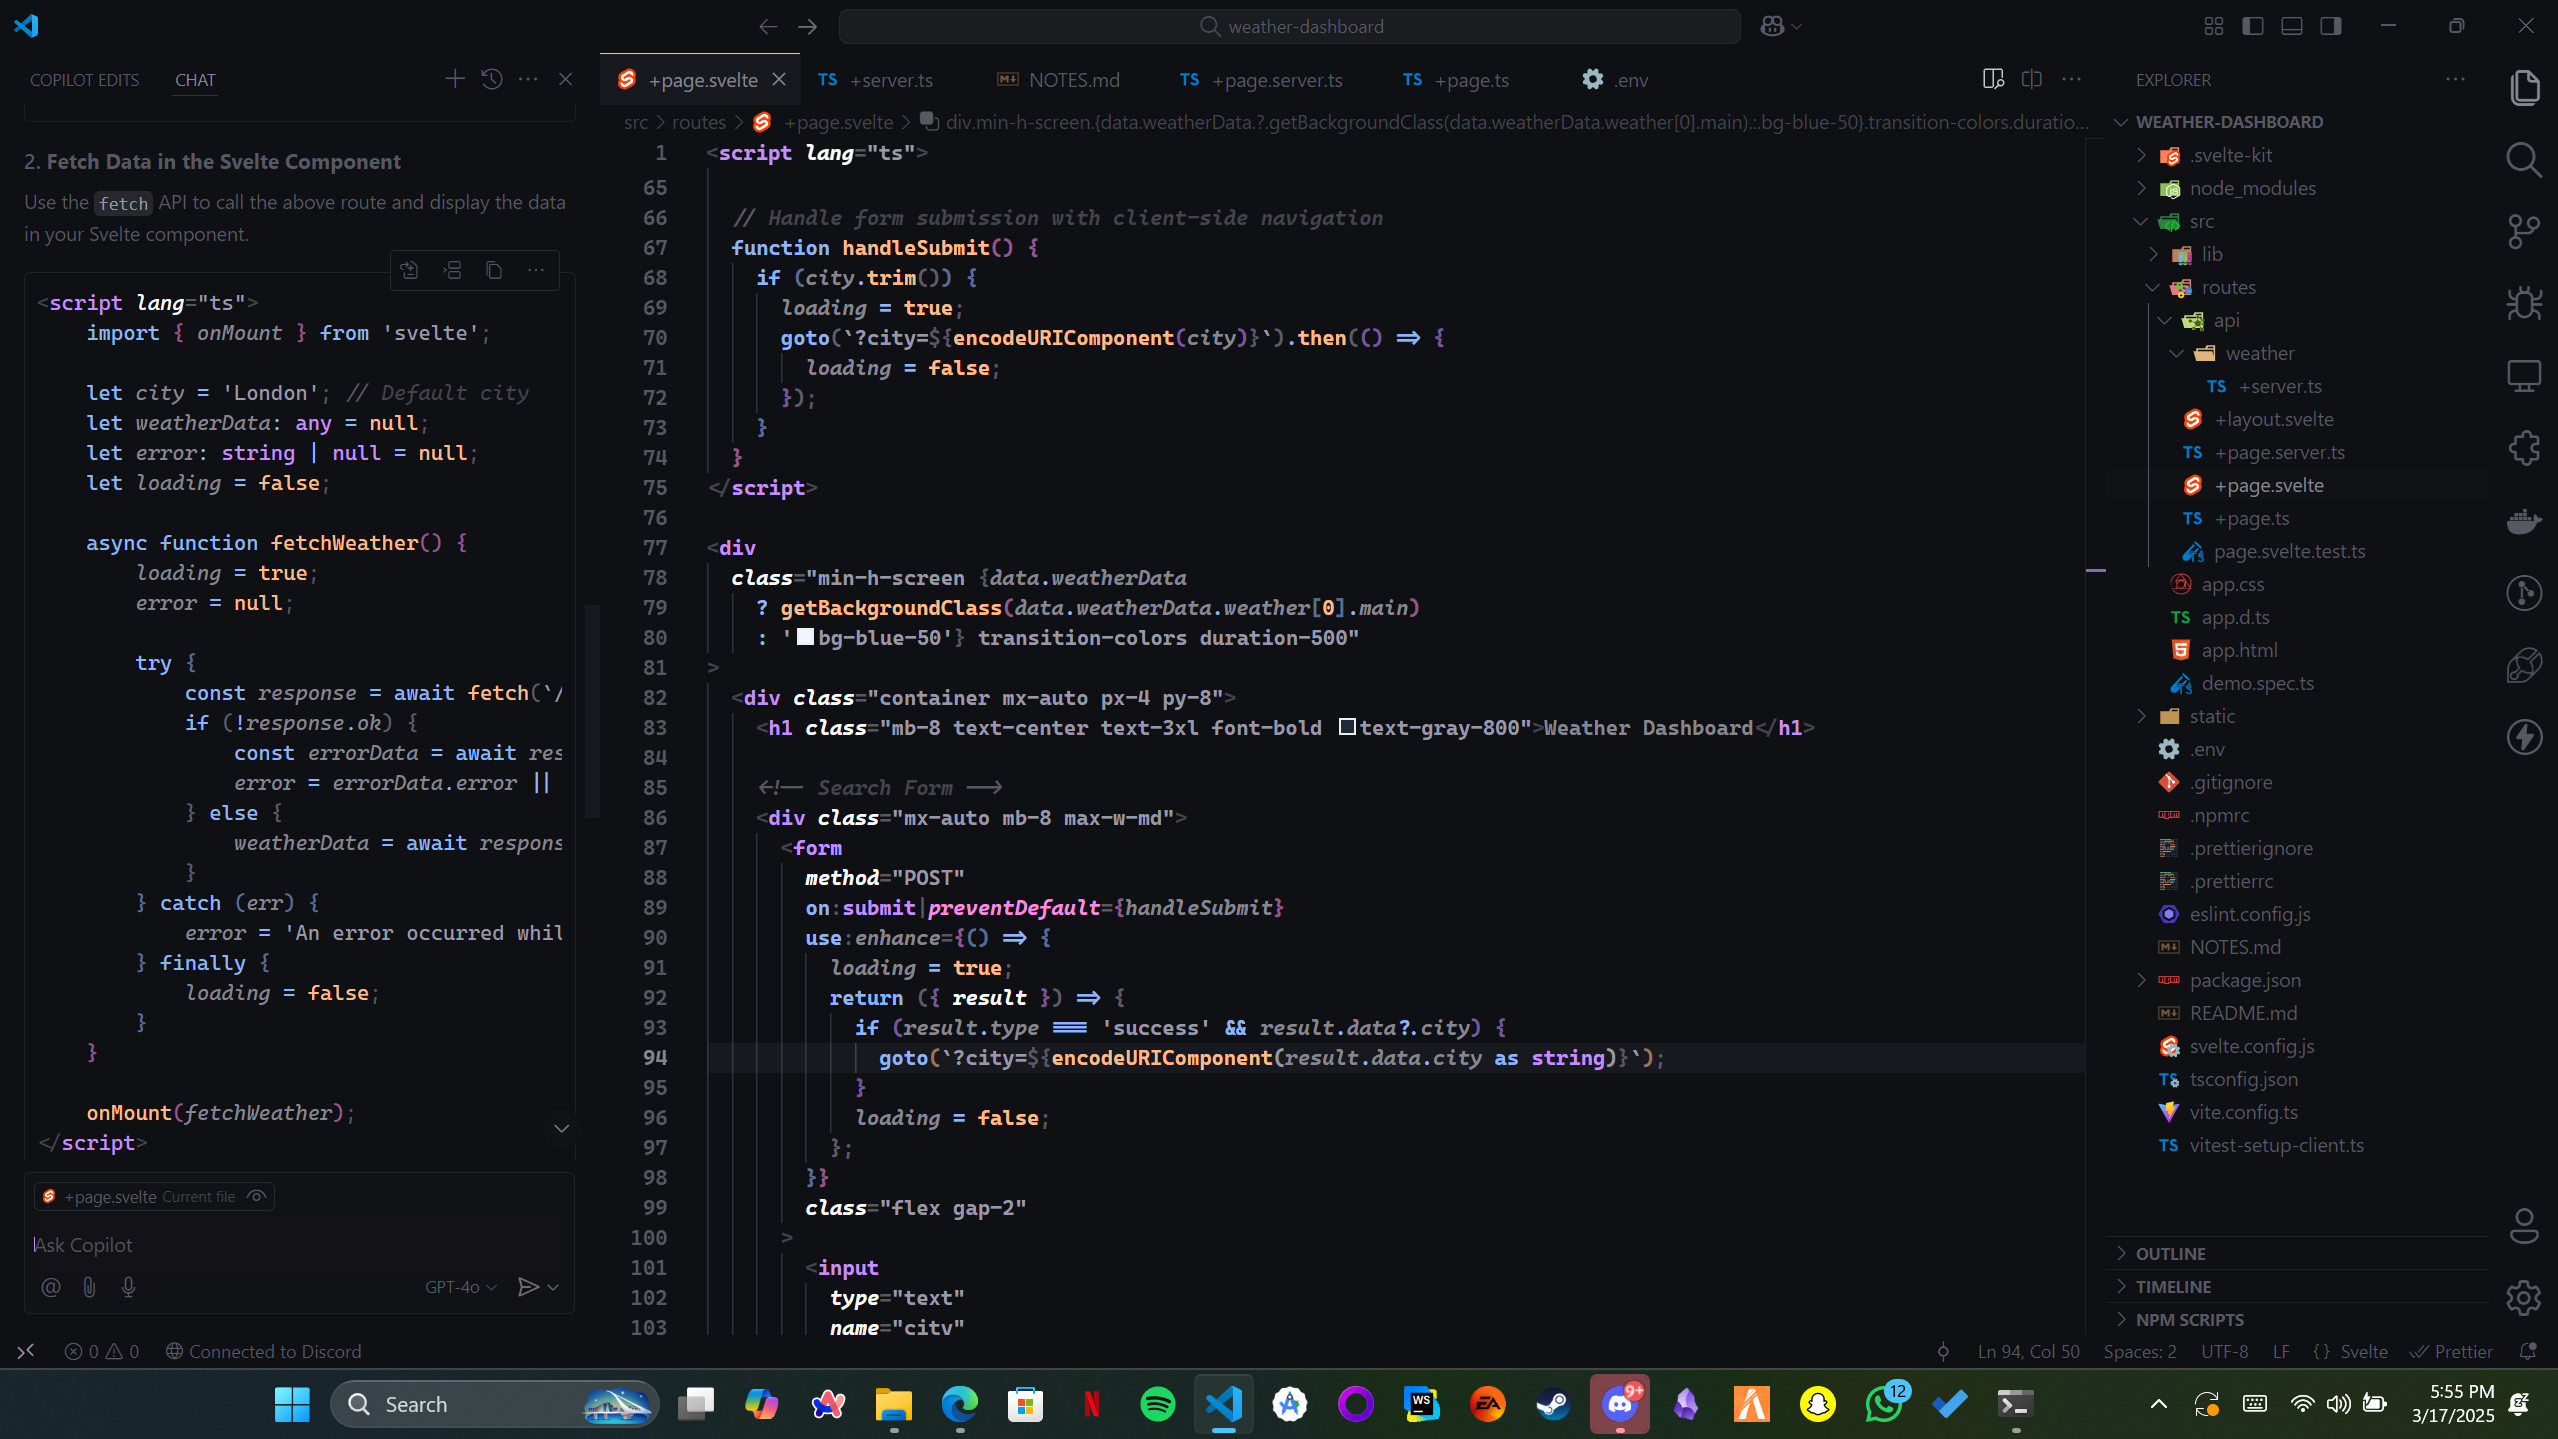 weather-dashboard
COPILOT EDITS CHAT
2. Fetch Data in the Svelte Component
Use the fetch API to call the above route and display the data
in your Svelte component.
<script lang="ts">
import { onMount } from 'svelte';
let city = 'London'; // Default city
let weatherData: any = null;
let error: string | null = null;
let loading = false;
async function fetchWeather() {
loading = true;
error = null;
try {
const response = await fetch(`/
if (!response.ok) {
const errorData = await res
error = errorData.error ||
} else {
weatherData = await respons
}
} catch (err) {
error = 'An error occurred whil
} finally {
loading = false;
}
}
onMount(fetchWeather);
</script>
+page.svelte Current file
Ask Copilot
GPT-4o
+page.svelte
TS +server.ts
NOTES.md
TS +page.server.ts
TS +page.ts
.env
src > routes > +page.svelte > div.min-h-screen.{data.weatherData.?.getBackgroundClass(data.weatherData.weather[0].main).:.bg-blue-50}.transition-colors.duratio...
1 <script lang="ts">
65
66 // Handle form submission with client-side navigation
67 function handleSubmit() {
68 if (city.trim()) {
69 loading = true;
70 goto(`?city=${encodeURIComponent(city)}`).then(() => {
71 loading = false;
72 });
73 }
74 }
75 </script>
76
77 <div
78 class="min-h-screen {data.weatherData
79 ? getBackgroundClass(data.weatherData.weather[0].main)
80 : 'bg-blue-50'} transition-colors duration-500"
81 >
82 <div class="container mx-auto px-4 py-8">
83 <h1 class="mb-8 text-center text-3xl font-bold text-gray-800">Weather Dashboard</h1>
84
85 <!-- Search Form -->
86 <div class="mx-auto mb-8 max-w-md">
87 <form
88 method="POST"
89 on:submit|preventDefault={handleSubmit}
90 use:enhance={() => {
91 loading = true;
92 return ({ result }) => {
93 if (result.type === 'success' && result.data?.city) {
94 goto(`?city=${encodeURIComponent(result.data.city as string)}`);
95 }
96 loading = false;
97 };
98 }}
99 class="flex gap-2"
100 >
101 <input
102 type="text"
103 name="city"
EXPLORER
WEATHER-DASHBOARD
.svelte-kit
node_modules
src
lib
routes
api
weather
TS +server.ts
+layout.svelte
TS +page.server.ts
+page.svelte
TS +page.ts
page.svelte.test.ts
app.css
TS app.d.ts
app.html
demo.spec.ts
static
.env
.gitignore
.npmrc
.prettierignore
.prettierrc
eslint.config.js
NOTES.md
package.json
README.md
svelte.config.js
tsconfig.json
vite.config.ts
TS vitest-setup-client.ts
OUTLINE
TIMELINE
NPM SCRIPTS
0 0 Connected to Discord
Ln 94, Col 50 Spaces: 2 UTF-8 LF {} Svelte Prettier
Search
WS
EA
9+
12
5:55 PM
3/17/2025